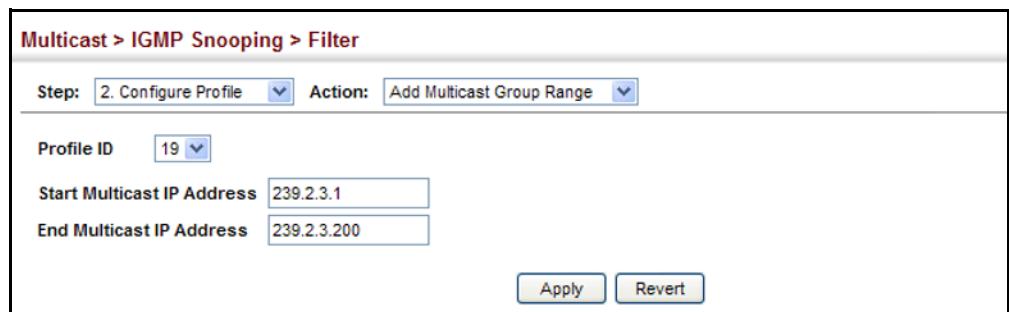 Multicast > IGMP Snooping > Filter
Step: 2. Configure Profile Action: Add Multicast Group Range
Profile ID 19
Start Multicast IP Address 239.2.3.1
End Multicast IP Address 239.2.3.200
Apply Revert